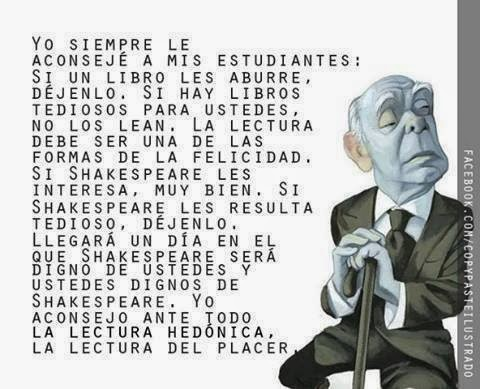 Yo siempre le
aconsejé a mis estudiantes:
Si un libro les aburre,
déjenlo. Si hay libros
tediosos para ustedes,
no los lean. La lectura
debe ser una de las
formas de la felicidad.
Si Shakespeare les
interesa, muy bien. Si
Shakespeare les resulta
tedioso, déjenlo.
Llegará un día en el
que Shakespeare será
digno de ustedes y
ustedes dignos de
Shakespeare. Yo
aconsejo ante todo
la lectura hedónica,
la lectura del placer.
facebook.com/copypasteilustrado